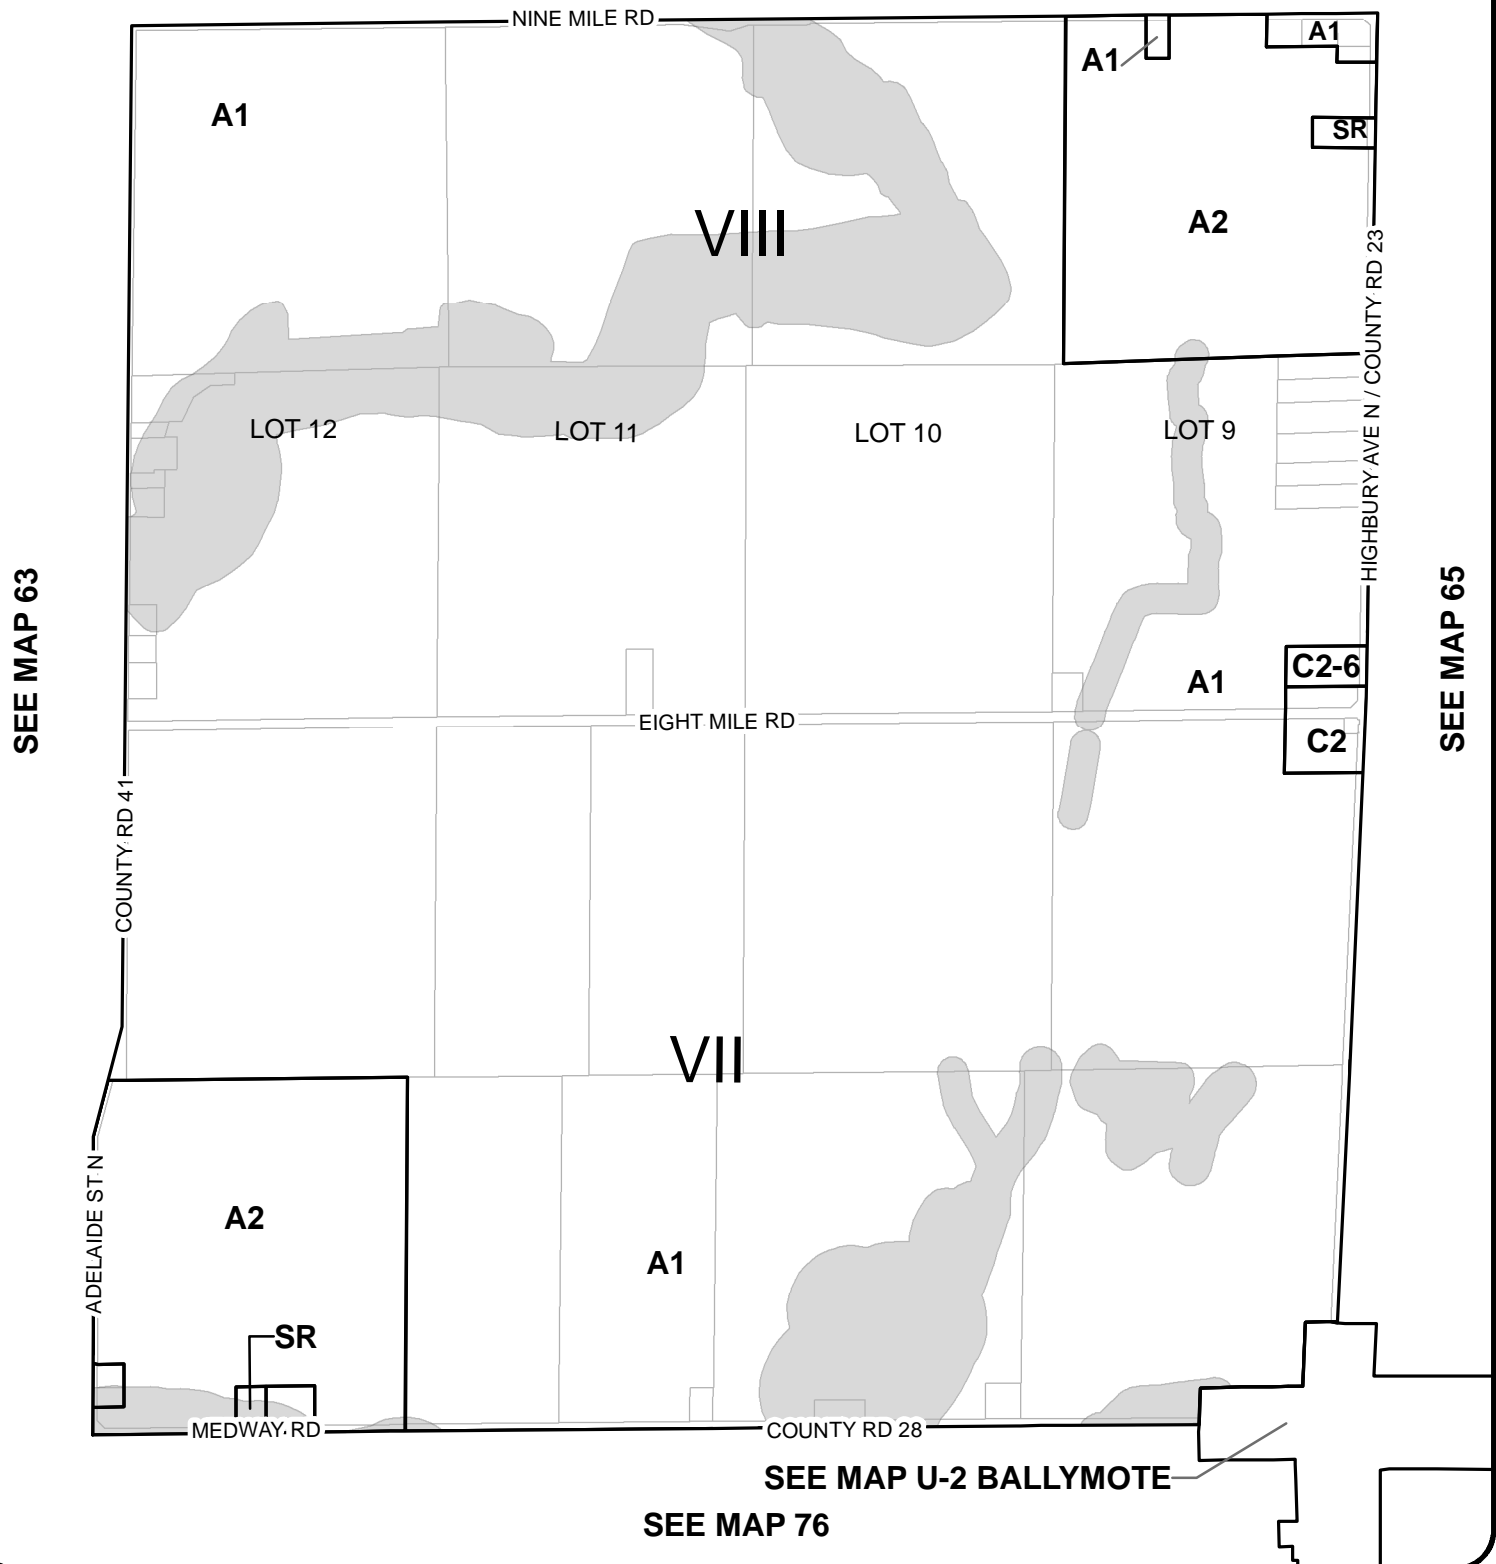 NINE MILE RD
A1
A1
A1
SR
A2
VIII
HIGHBURY AVE N / COUNTY RD 23
LOT 12
LOT 11
LOT 10
LOT 9
SEE MAP 63
SEE MAP 65
C2-6
A1
EIGHT MILE RD
C2
COUNTY RD 41
VII
ADELAIDE ST N
A2
A1
SR
MEDWAY RD
COUNTY RD 28
SEE MAP U-2 BALLYMOTE
SEE MAP 76